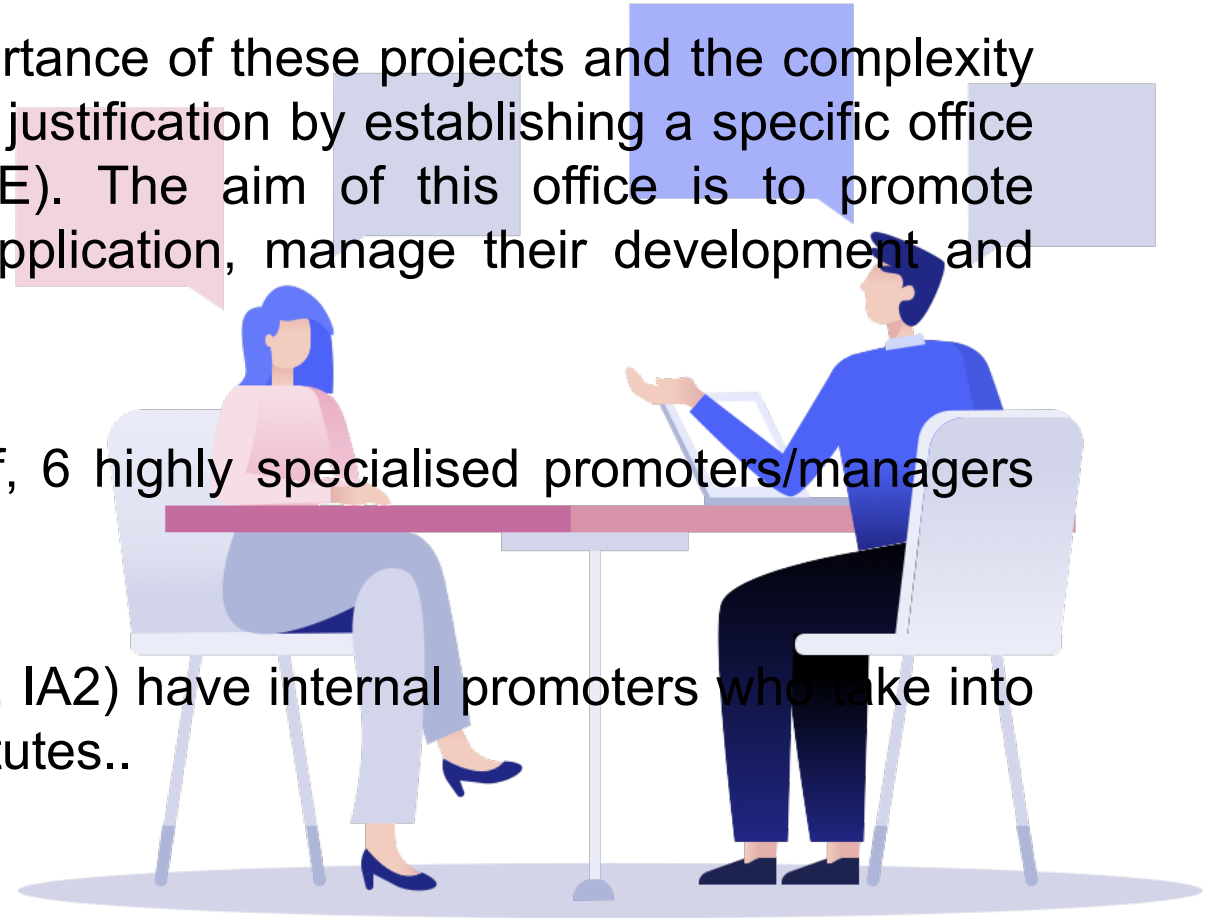 rtance of these projects and the complexity
justification by establishing a specific office
E). The aim of this office is to promote
pplication, manage their development and
f, 6 highly specialised promoters/managers
IA2) have internal promoters who take into
tutes..